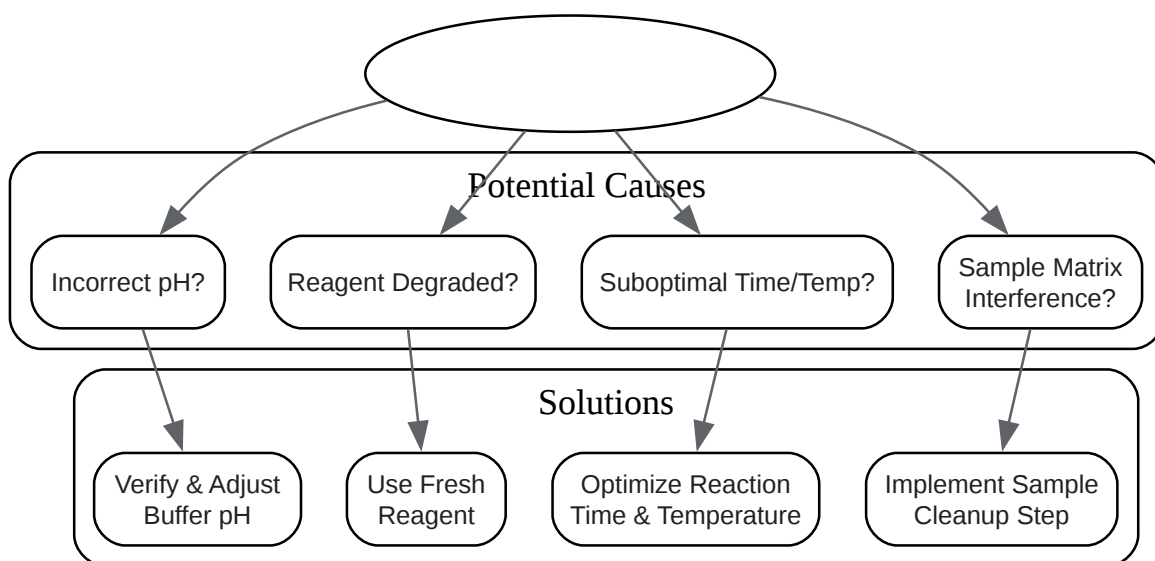 Potential Causes
Incorrect pH?
Reagent Degraded?
Suboptimal Time/Temp?
Sample Matrix
Interference?
Solutions
Verify & Adjust
Buffer pH
Use Fresh
Reagent
Optimize Reaction
Time & Temperature
Implement Sample
Cleanup Step